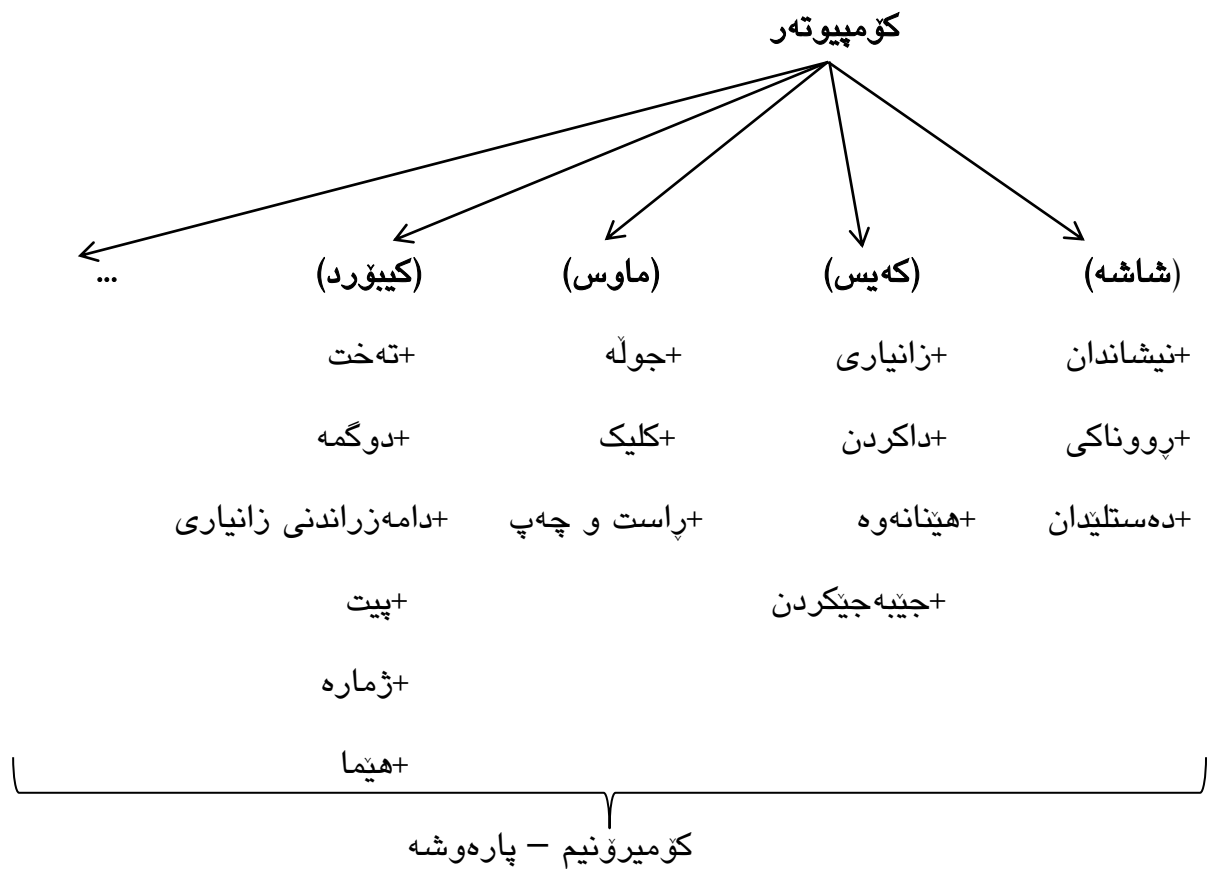 کۆمپیوتەر
(شاشە) (کەیس) (ماوس) (کیبۆرد) ...
+نیشاندان +زانیاری +جوڵە +تەخت
+ڕووناکی +داکردن +کلیک +دوگمە
+دەستلێدان +هێنانەوە +ڕاست و چەپ +دامەزراندنی زانیاری
+جێبەجێکردن +پیت
+ژمارە
+هێما
کۆمیرۆنیم – پارەوشە